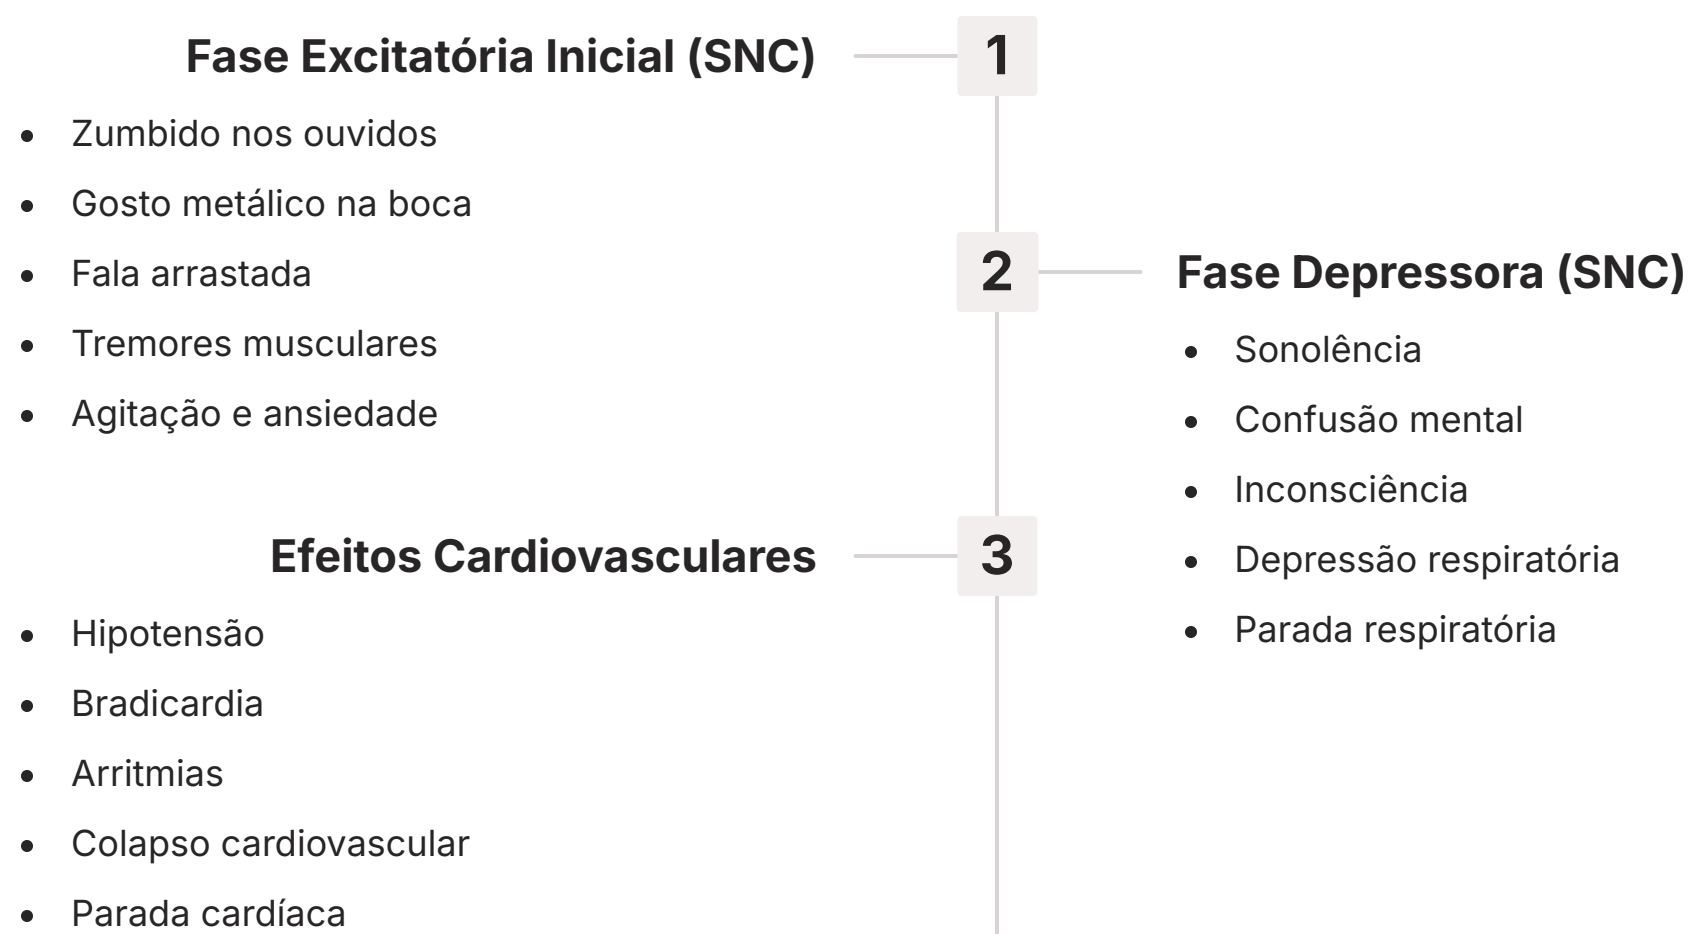 Fase Excitatória Inicial (SNC)
1
• Zumbido nos ouvidos
• Gosto metálico na boca
• Fala arrastada
• Tremores musculares
• Agitação e ansiedade
2
Fase Depressora (SNC)
• Sonolência
• Confusão mental
• Inconsciência
• Depressão respiratória
• Parada respiratória
Efeitos Cardiovasculares
3
• Hipotensão
• Bradicardia
• Arritmias
• Colapso cardiovascular
• Parada cardíaca